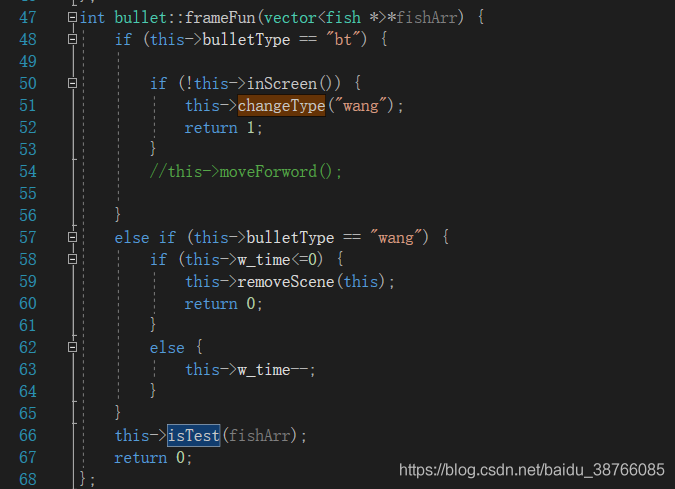 47 int bullet::frameFun(vector<fish *>*fishArr) {
48 if (this->bulletType == "bt") {
49
50 if (!this->inScreen()) {
51 this->changeType("wang");
52 return 1;
53 }
54 //this->moveForword();
55
56 }
57 else if (this->bulletType == "wang") {
58 if (this->w_time<=0) {
59 this->removeScene(this);
60 return 0;
61 }
62 else {
63 this->w_time--;
64 }
65 }
66 this->isTest(fishArr);
67 return 0;
68 };
https://blog.csdn.net/baidu_38766085